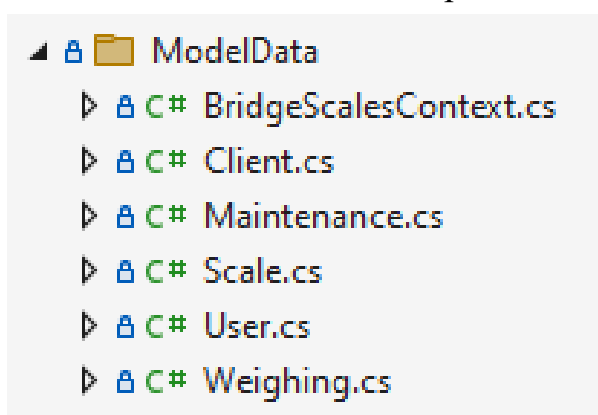 ModelData
C# BridgeScalesContext.cs
C# Client.cs
C# Maintenance.cs
C# Scale.cs
C# User.cs
C# Weighing.cs